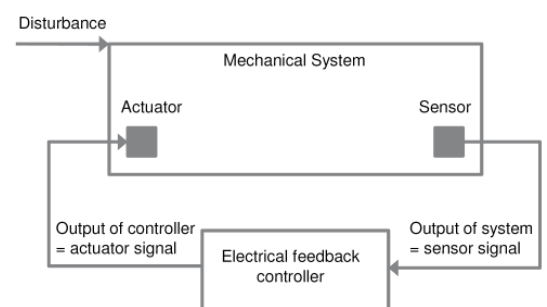 Disturbance
Mechanical System
Actuator
Sensor
Output of controller
= actuator signal
Output of system
= sensor signal
Electrical feedback
controller